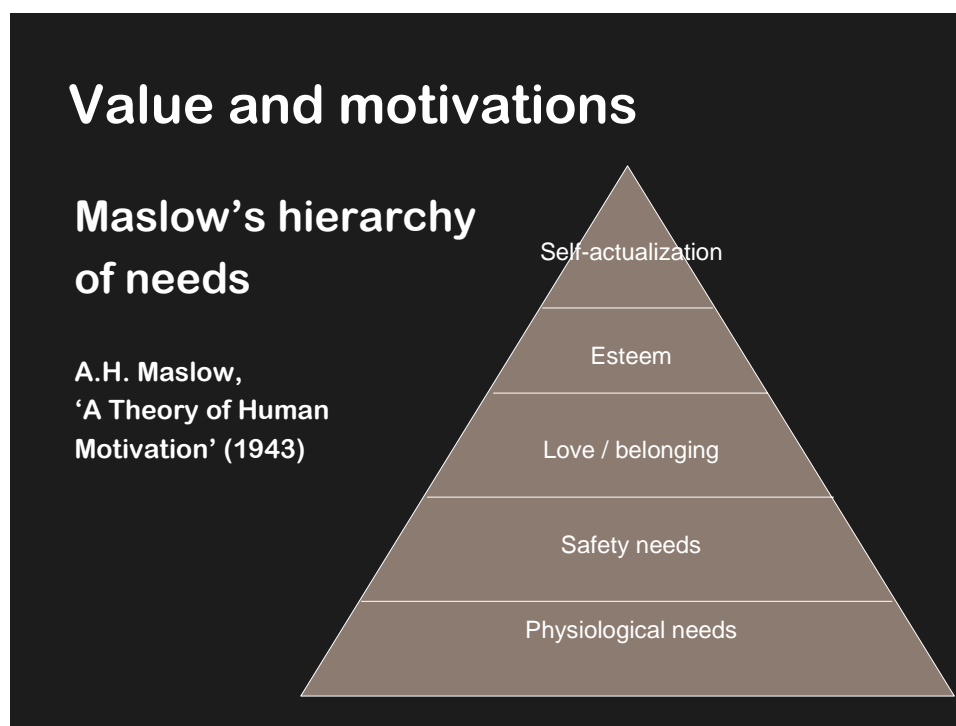 Value and motivations
Maslow’s hierarchy
of needs
A.H. Maslow,
‘A Theory of Human
Motivation’ (1943)
Self-actualization
Esteem
Love / belonging
Safety needs
Physiological needs